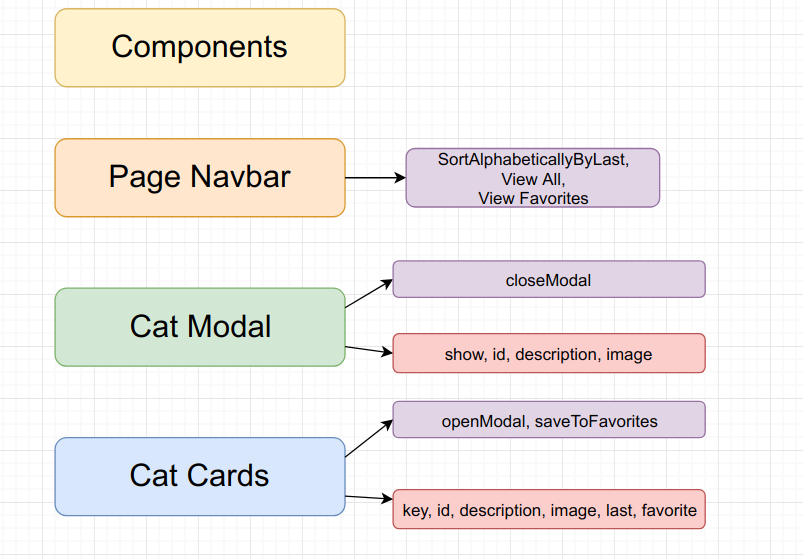 Components
Page Navbar
SortAlphabeticallyByLast,
View All,
View Favorites
Cat Modal
closeModal
show, id, description, image
Cat Cards
openModal, saveToFavorites
key, id, description, image, last, favorite